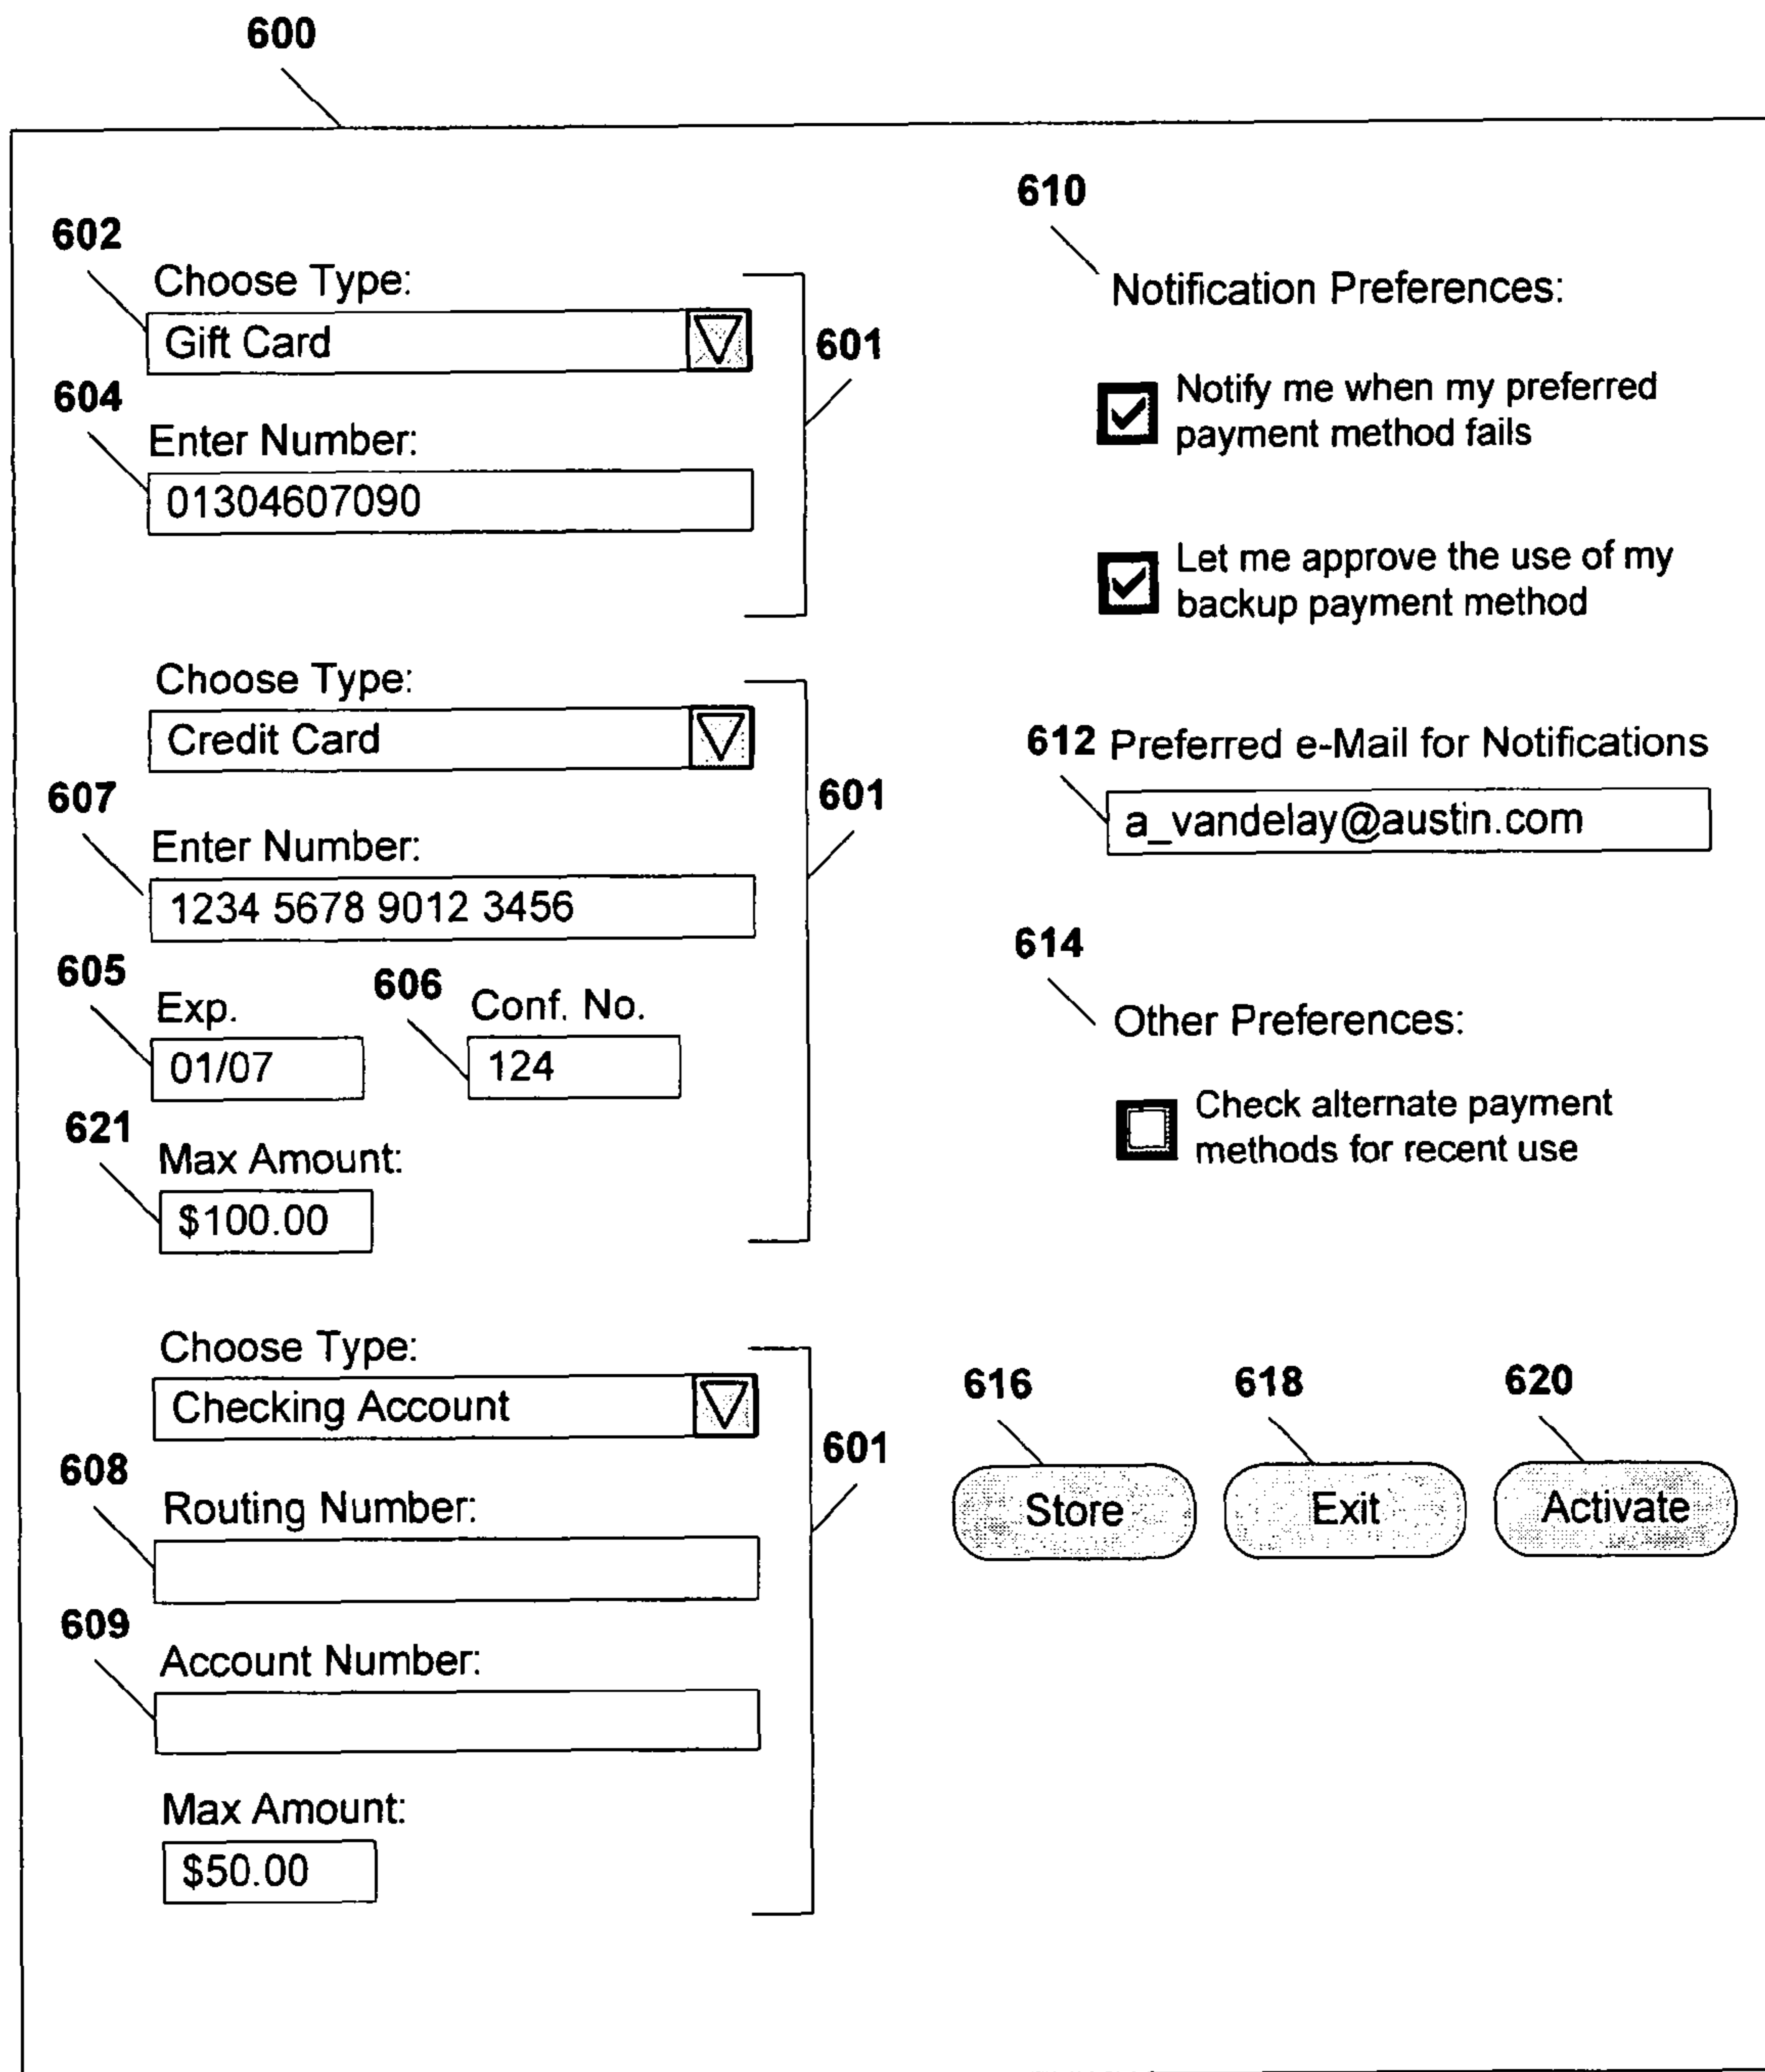 600
602
Choose Type:
Gift Card
601
604
Enter Number:
01304607090
Choose Type:
Credit Card
607
601
Enter Number:
1234 5678 9012 3456
605
606
Exp.
Conf. No.
01/07
124
621
Max Amount:
$100.00
Choose Type:
Checking Account
601
608
Routing Number:
609
Account Number:
Max Amount:
$50.00
610
Notification Preferences:
Notify me when my preferred
payment method fails
Let me approve the use of my
backup payment method
612 Preferred e-Mail for Notifications
a_vandelay@austin.com
614
Other Preferences:
Check alternate payment
methods for recent use
616 618 620
Store Exit Activate